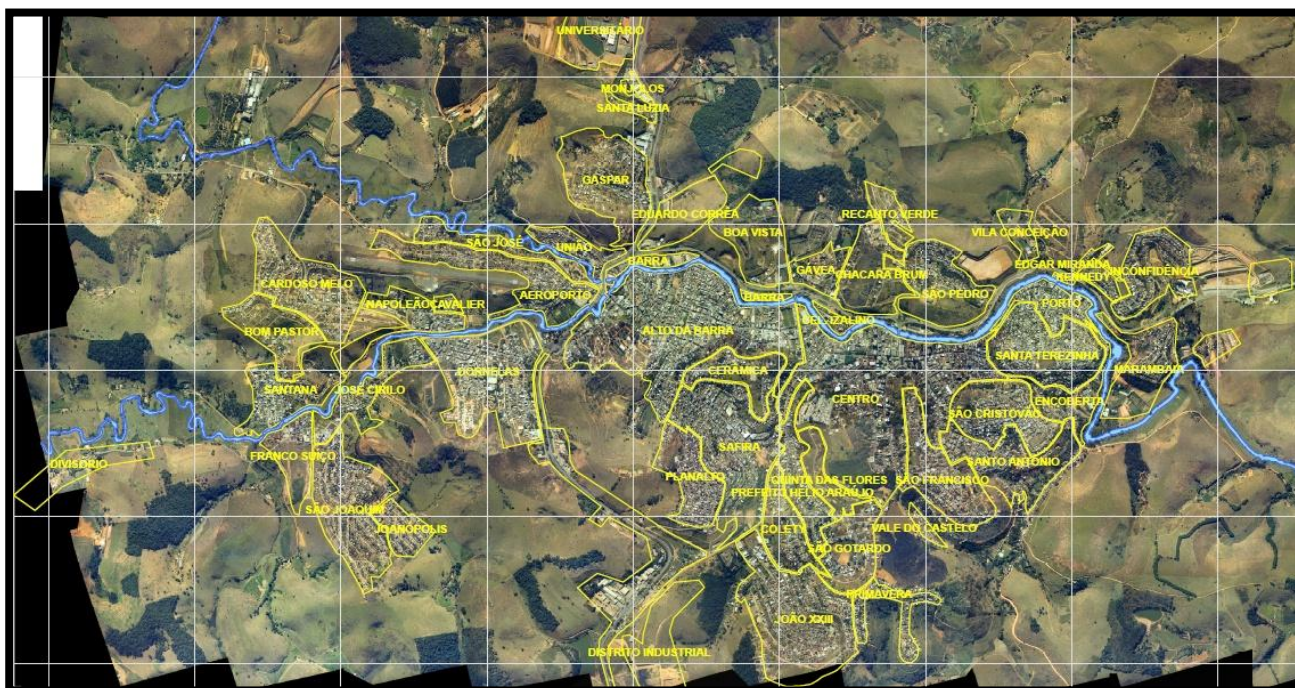 UNIVERSITÁRIO
MONJOLOS
SANTA LUZIA
GASPAR
EDUARDO CORRÊA
RECANTO VERDE
BOA VISTA
VILA CONCEIÇÃO
SÃO JOSÉ
UNIÃO
BARRA
GÁVEA
CHÁCARA BRUM
EDGAR MIRANDA
KENNEDY
INCONFIDÊNCIA
CARDOSO MELO
NAPOLEÃO
CAVALIER
AEROPORTO
BARRA
SÃO PEDRO
PORTO
BOM PASTOR
ALTO DA BARRA
SANTA TEREZINHA
DORNELAS
CERÂMICA
MARAMBAIA
SANTANA
JOSÉ CIRILO
CENTRO
ENCOBERTA
SÃO CRISTOVÃO
SAFIRA
FRANCO SUIÇO
DIVISÓRIO
SANTO ANTÔNIO
PLANALTO
QUINTA DAS FLORES
SÃO FRANCISCO
PREFEITO HÉLIO ARAÚJO
SÃO JOAQUIM
JOANÓPOLIS
COLETY
VALE DO CASTELO
SÃO GOTARDO
PRIMAVERA
JOÃO XXIII
DISTRITO INDUSTRIAL